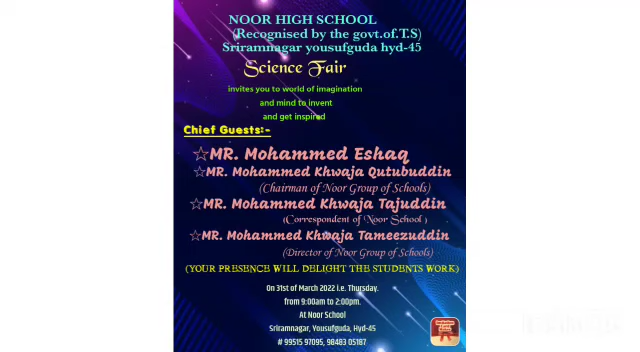 NOOR HIGH SCHOOL
(Recognised by the govt.of.T.S)
Sriramnagar yousufguda hyd-45
Science Fair
invites you to world of imagination
and mind to invent
and get inspired
Chief Guests:-
☆MR. Mohammed Eshaq
☆MR. Mohammed Khwaja Qutubuddin
(Chairman of Noor Group of Schools)
☆MR. Mohammed Khwaja Tajuddin
(Correspondent of Noor School )
☆MR. Mohammed Khwaja Tameezuddin
(Director of Noor Group of Schools)
(YOUR PRESENCE WILL DELIGHT THE STUDENTS WORK)
On 31st of March 2022 i.e. Thursday.
from 9:00am to 2:00pm.
At Noor School
Sriramnagar, Yousufguda, Hyd-45
# 99515 97095, 98483 05187